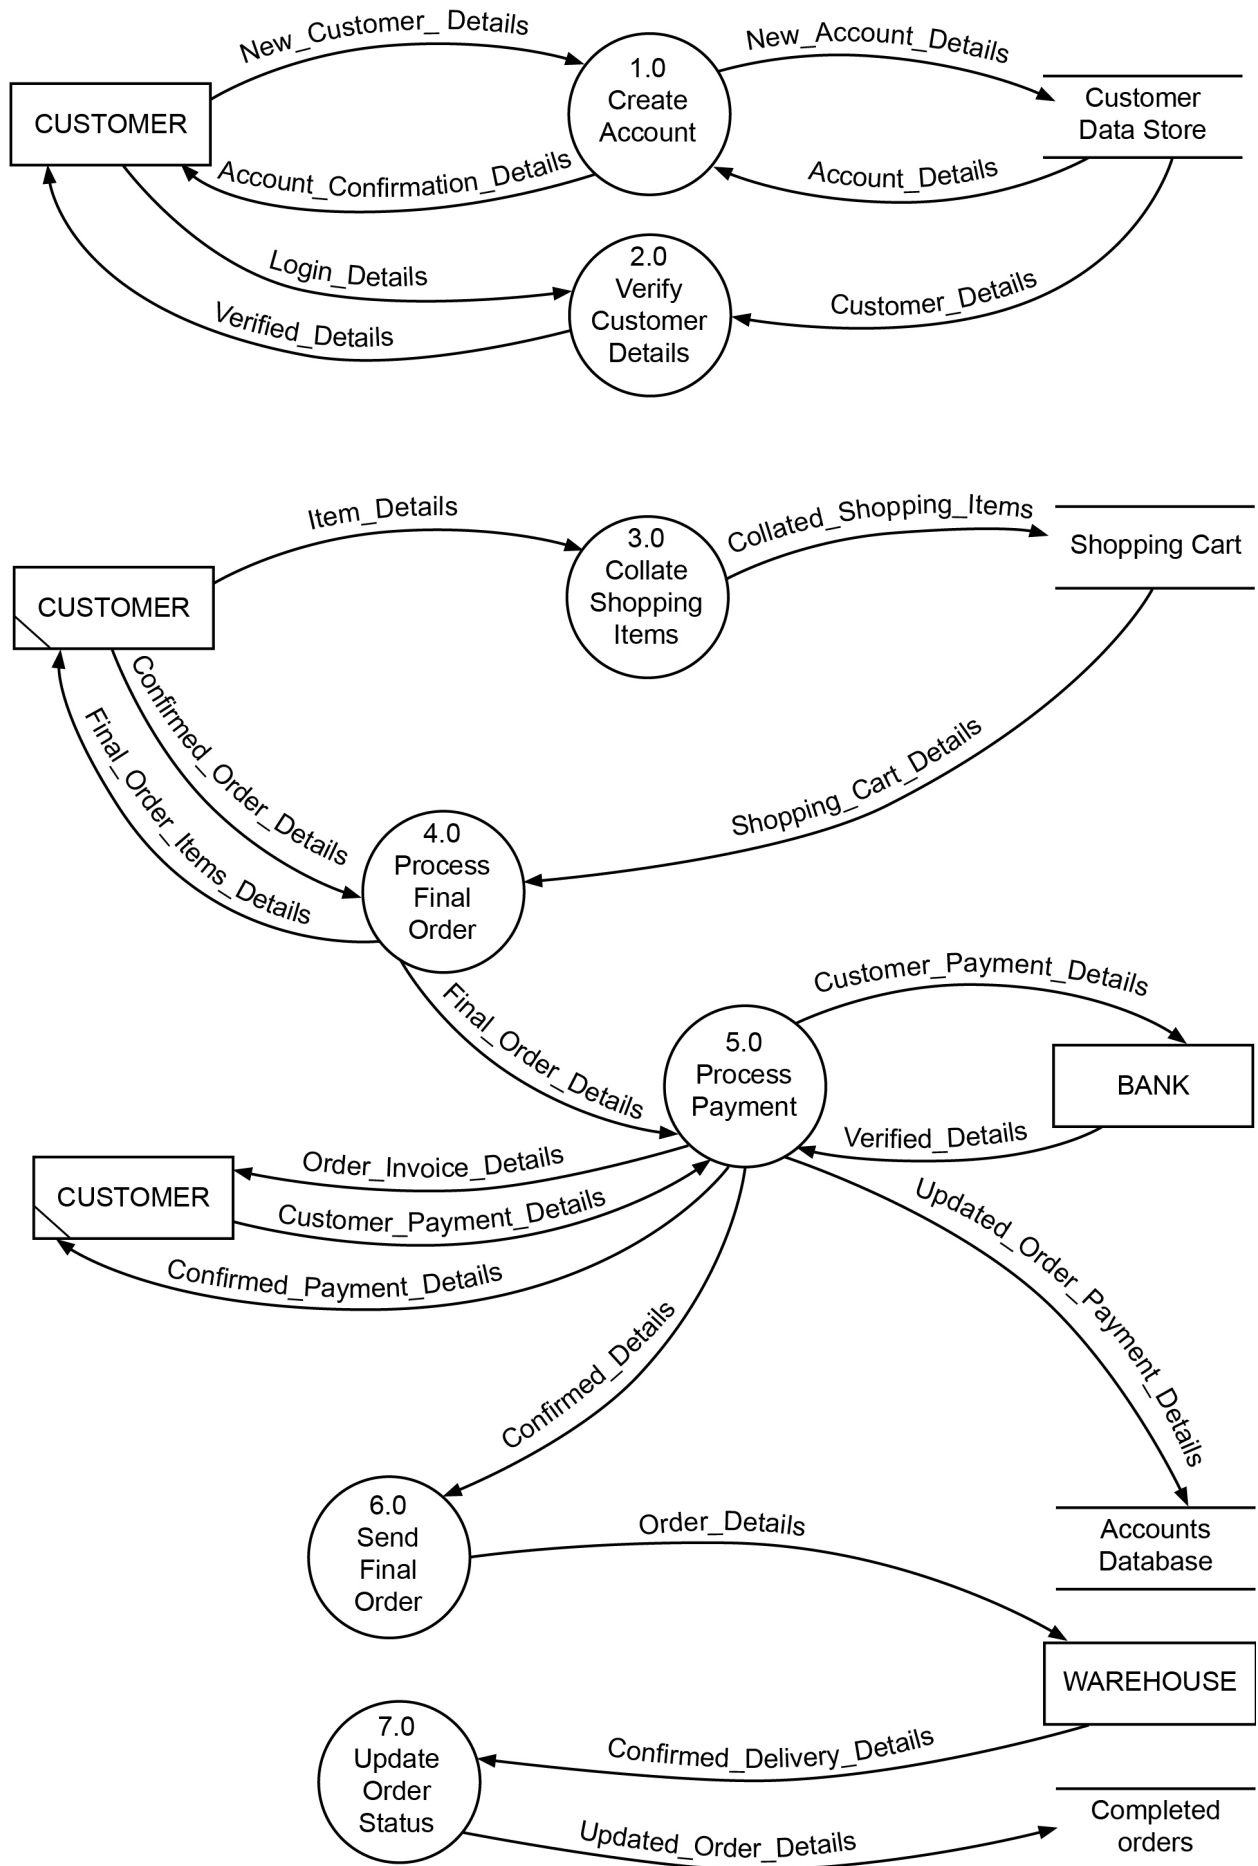 New_Customer_ Details
New_Account_Details
CUSTOMER
1.0
Create
Account
Customer
Data Store
Account_Confirmation_Details
Account_Details
Login_Details
Verified_Details
2.0
Verify
Customer
Details
Customer_Details
Item_Details
Collated_Shopping_Items
CUSTOMER
3.0
Collate
Shopping
Items
Shopping Cart
Confirmed_Order_Details
Final_Order_Items_Details
Shopping_Cart_Details
4.0
Process
Final
Order
Final_Order_Details
Customer_Payment_Details
5.0
Process
Payment
BANK
Verified_Details
Order_Invoice_Details
CUSTOMER
Customer_Payment_Details
Confirmed_Payment_Details
Updated_Order_Payment_Details
Confirmed_Details
6.0
Send
Final
Order
Order_Details
Accounts
Database
WAREHOUSE
7.0
Update
Order
Status
Confirmed_Delivery_Details
Updated_Order_Details
Completed
orders